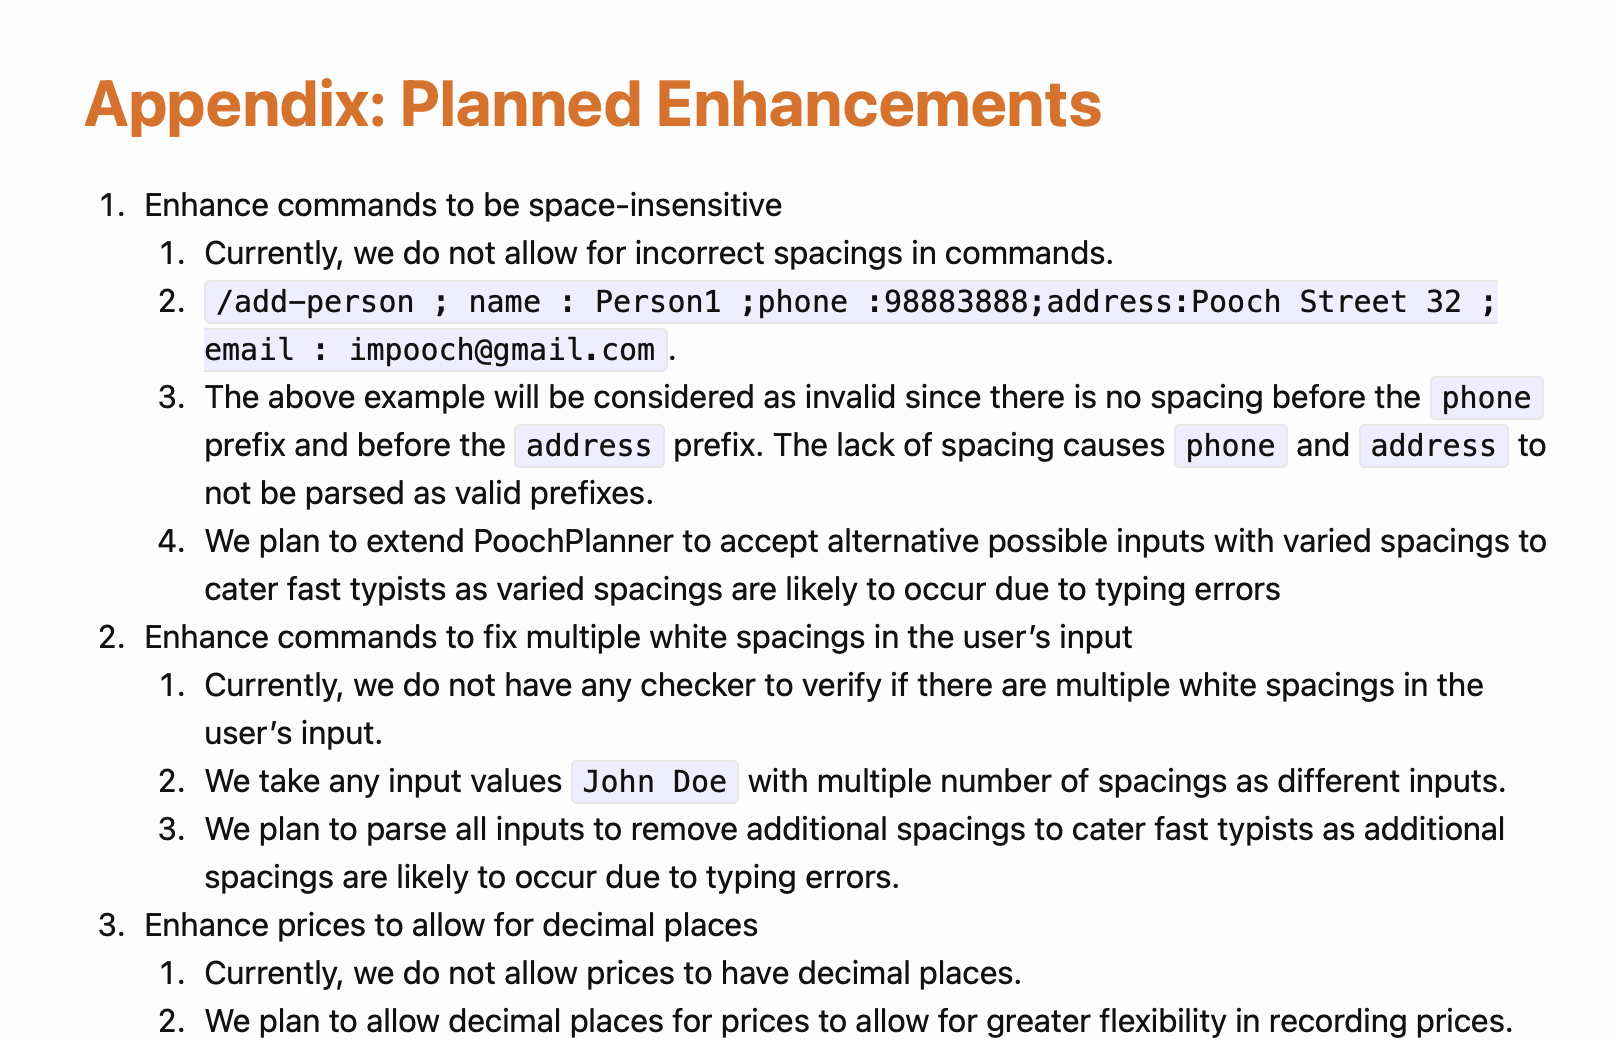 Appendix: Planned Enhancements
1. Enhance commands to be space-insensitive
1. Currently, we do not allow for incorrect spacings in commands.
2. /add-person ; name : Person1 ;phone :98883888;address:Pooch Street 32 ;
email : impooch@gmail.com .
3. The above example will be considered as invalid since there is no spacing before the phone
prefix and before the address prefix. The lack of spacing causes phone and address to
not be parsed as valid prefixes.
4. We plan to extend PoochPlanner to accept alternative possible inputs with varied spacings to
cater fast typists as varied spacings are likely to occur due to typing errors
2. Enhance commands to fix multiple white spacings in the user’s input
1. Currently, we do not have any checker to verify if there are multiple white spacings in the
user’s input.
2. We take any input values John Doe with multiple number of spacings as different inputs.
3. We plan to parse all inputs to remove additional spacings to cater fast typists as additional
spacings are likely to occur due to typing errors.
3. Enhance prices to allow for decimal places
1. Currently, we do not allow prices to have decimal places.
2. We plan to allow decimal places for prices to allow for greater flexibility in recording prices.